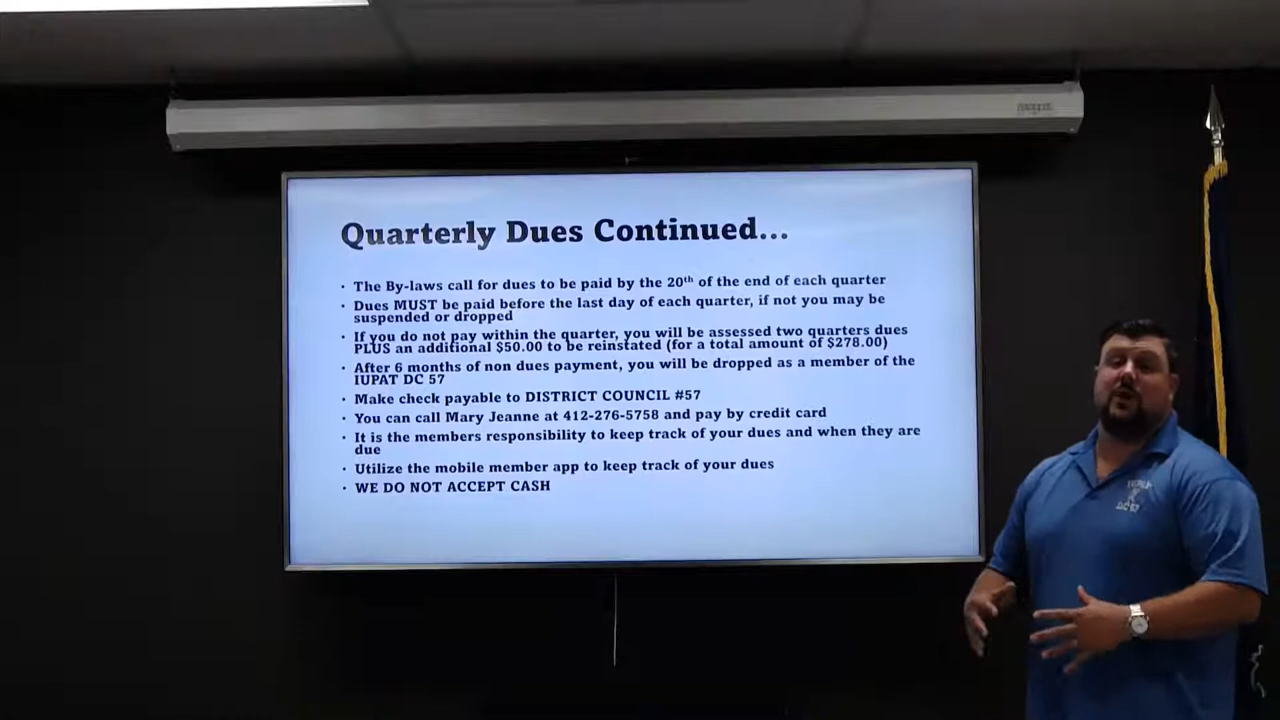 Quarterly Dues Continued...
· The By-laws call for dues to be paid by the 20th of the end of each quarter
· Dues MUST be paid before the last day of each quarter, if not you may be
suspended or dropped
· If you do not pay within the quarter, you will be assessed two quarters dues
PLUS an additional $50.00 to be reinstated (for a total amount of $278.00)
· After 6 months of non dues payment, you will be dropped as a member of the
IUPAT DC 57
· Make check payable to DISTRICT COUNCIL #57
· You can call Mary Jeanne at 412-276-5758 and pay by credit card
· It is the members responsibility to keep track of your dues and when they are
due
· Utilize the mobile member app to keep track of your dues
· WE DO NOT ACCEPT CASH
IUPAT
DC 57